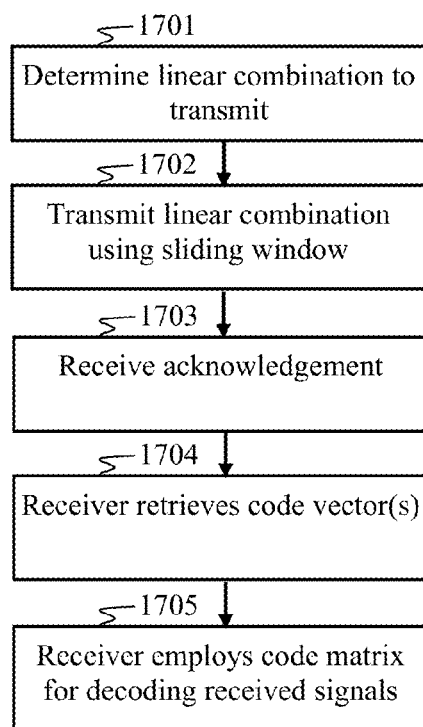 1701
Determine linear combination to
transmit
1702
Transmit linear combination
using sliding window
1703
Receive acknowledgement
1704
Receiver retrieves code vector(s)
1705
Receiver employs code matrix
for decoding received signals